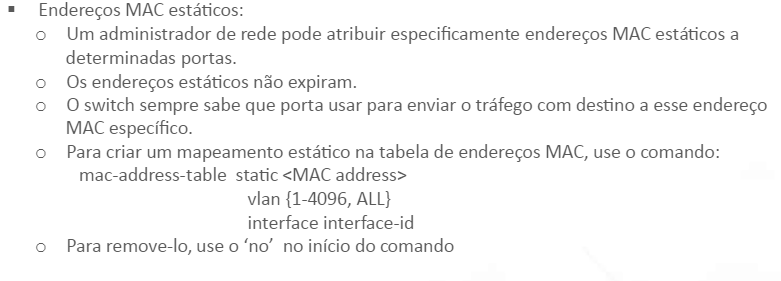 ▪ Endereços MAC estáticos:
o Um administrador de rede pode atribuir especificamente endereços MAC estáticos a
determinadas portas.
o Os endereços estáticos não expiram.
o O switch sempre sabe que porta usar para enviar o tráfego com destino a esse endereço
MAC específico.
o Para criar um mapeamento estático na tabela de endereços MAC, use o comando:
mac-address-table static <MAC address>
vlan {1-4096, ALL}
interface interface-id
o Para remove-lo, use o ‘no’ no início do comando